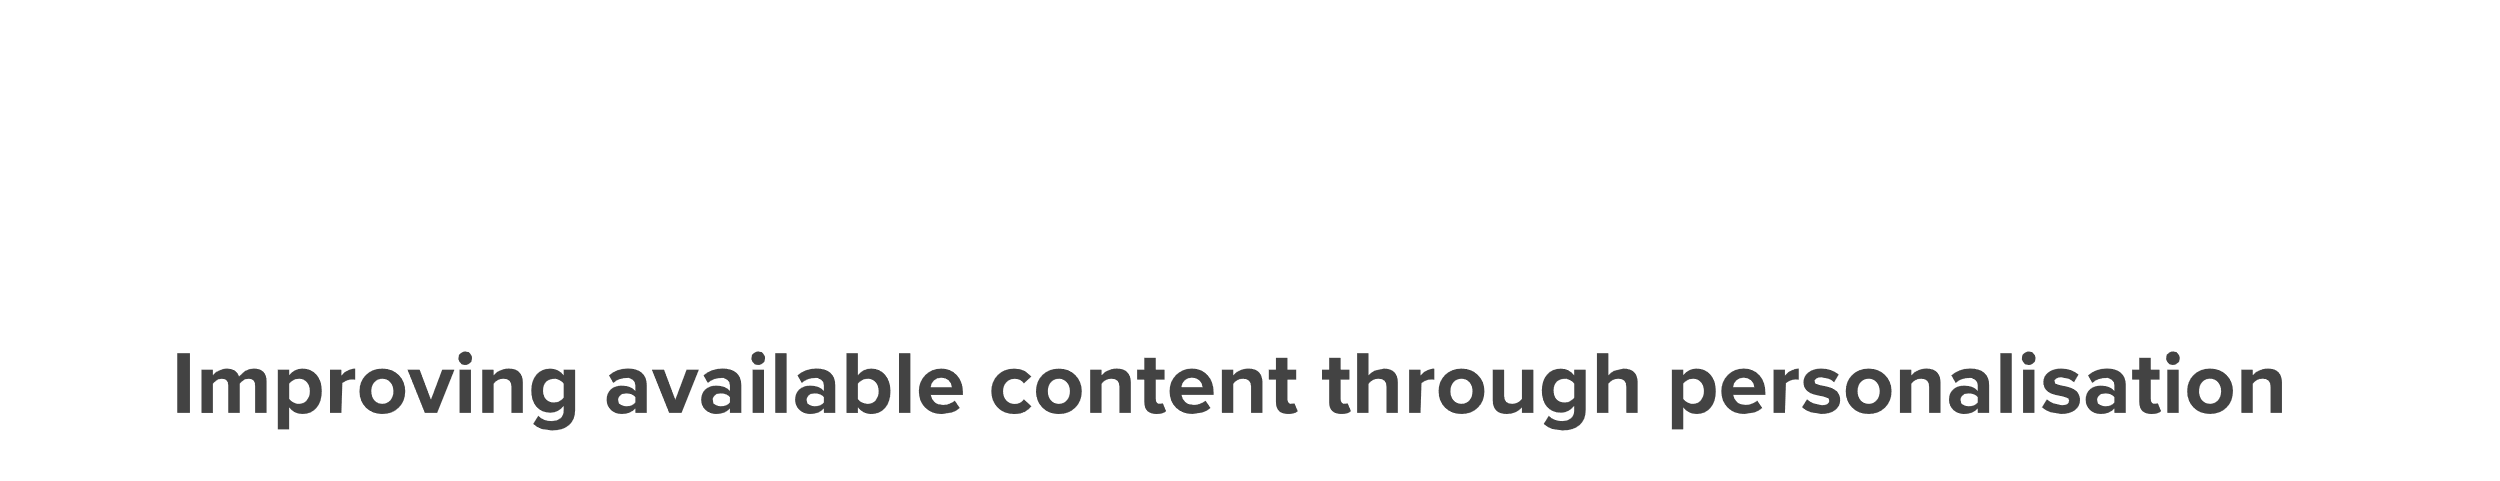 Improving available content through personalisation